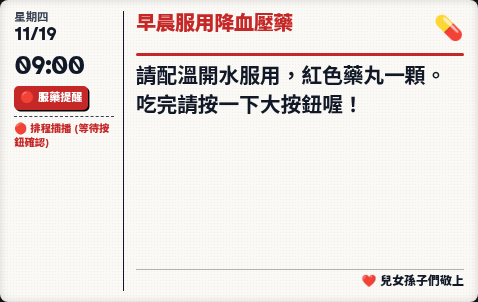 星期四
11/19
09:00
服藥提醒
排程插播 (等待按
鈕確認)
早晨服用降血壓藥
請配溫開水服用，紅色藥丸一顆。
吃完請按一下大按鈕喔！
兒女孫子們敬上